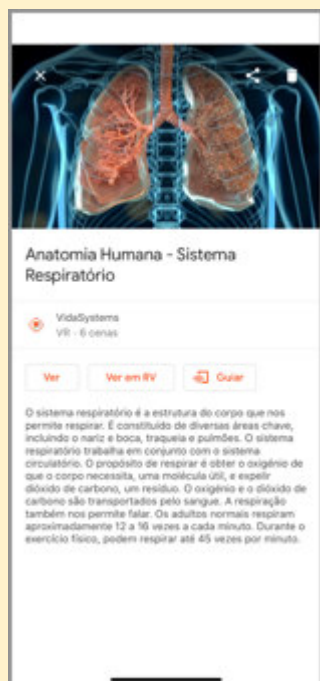 Anatomia Humana - Sistema
Respiratório
VidaSystems
VR - 6 cenas
Ver
Ver em RV
Guiar
O sistema respiratório é a estrutura do corpo que nos
permite respirar. É constituído de diversas áreas chave,
incluindo o nariz e boca, traqueia e pulmões. O sistema
respiratório trabalha em conjunto com o sistema
circulatório. O propósito de respirar é obter o oxigénio de
que o corpo necessita, uma molécula útil, e expelir
dióxido de carbono, um resíduo. O oxigénio e o dióxido de
carbono são transportados pelo sangue. A respiração
também nos permite falar. Os adultos normais respiram
aproximadamente 12 a 16 vezes a cada minuto. Durante o
exercício físico, podem respirar até 45 vezes por minuto.